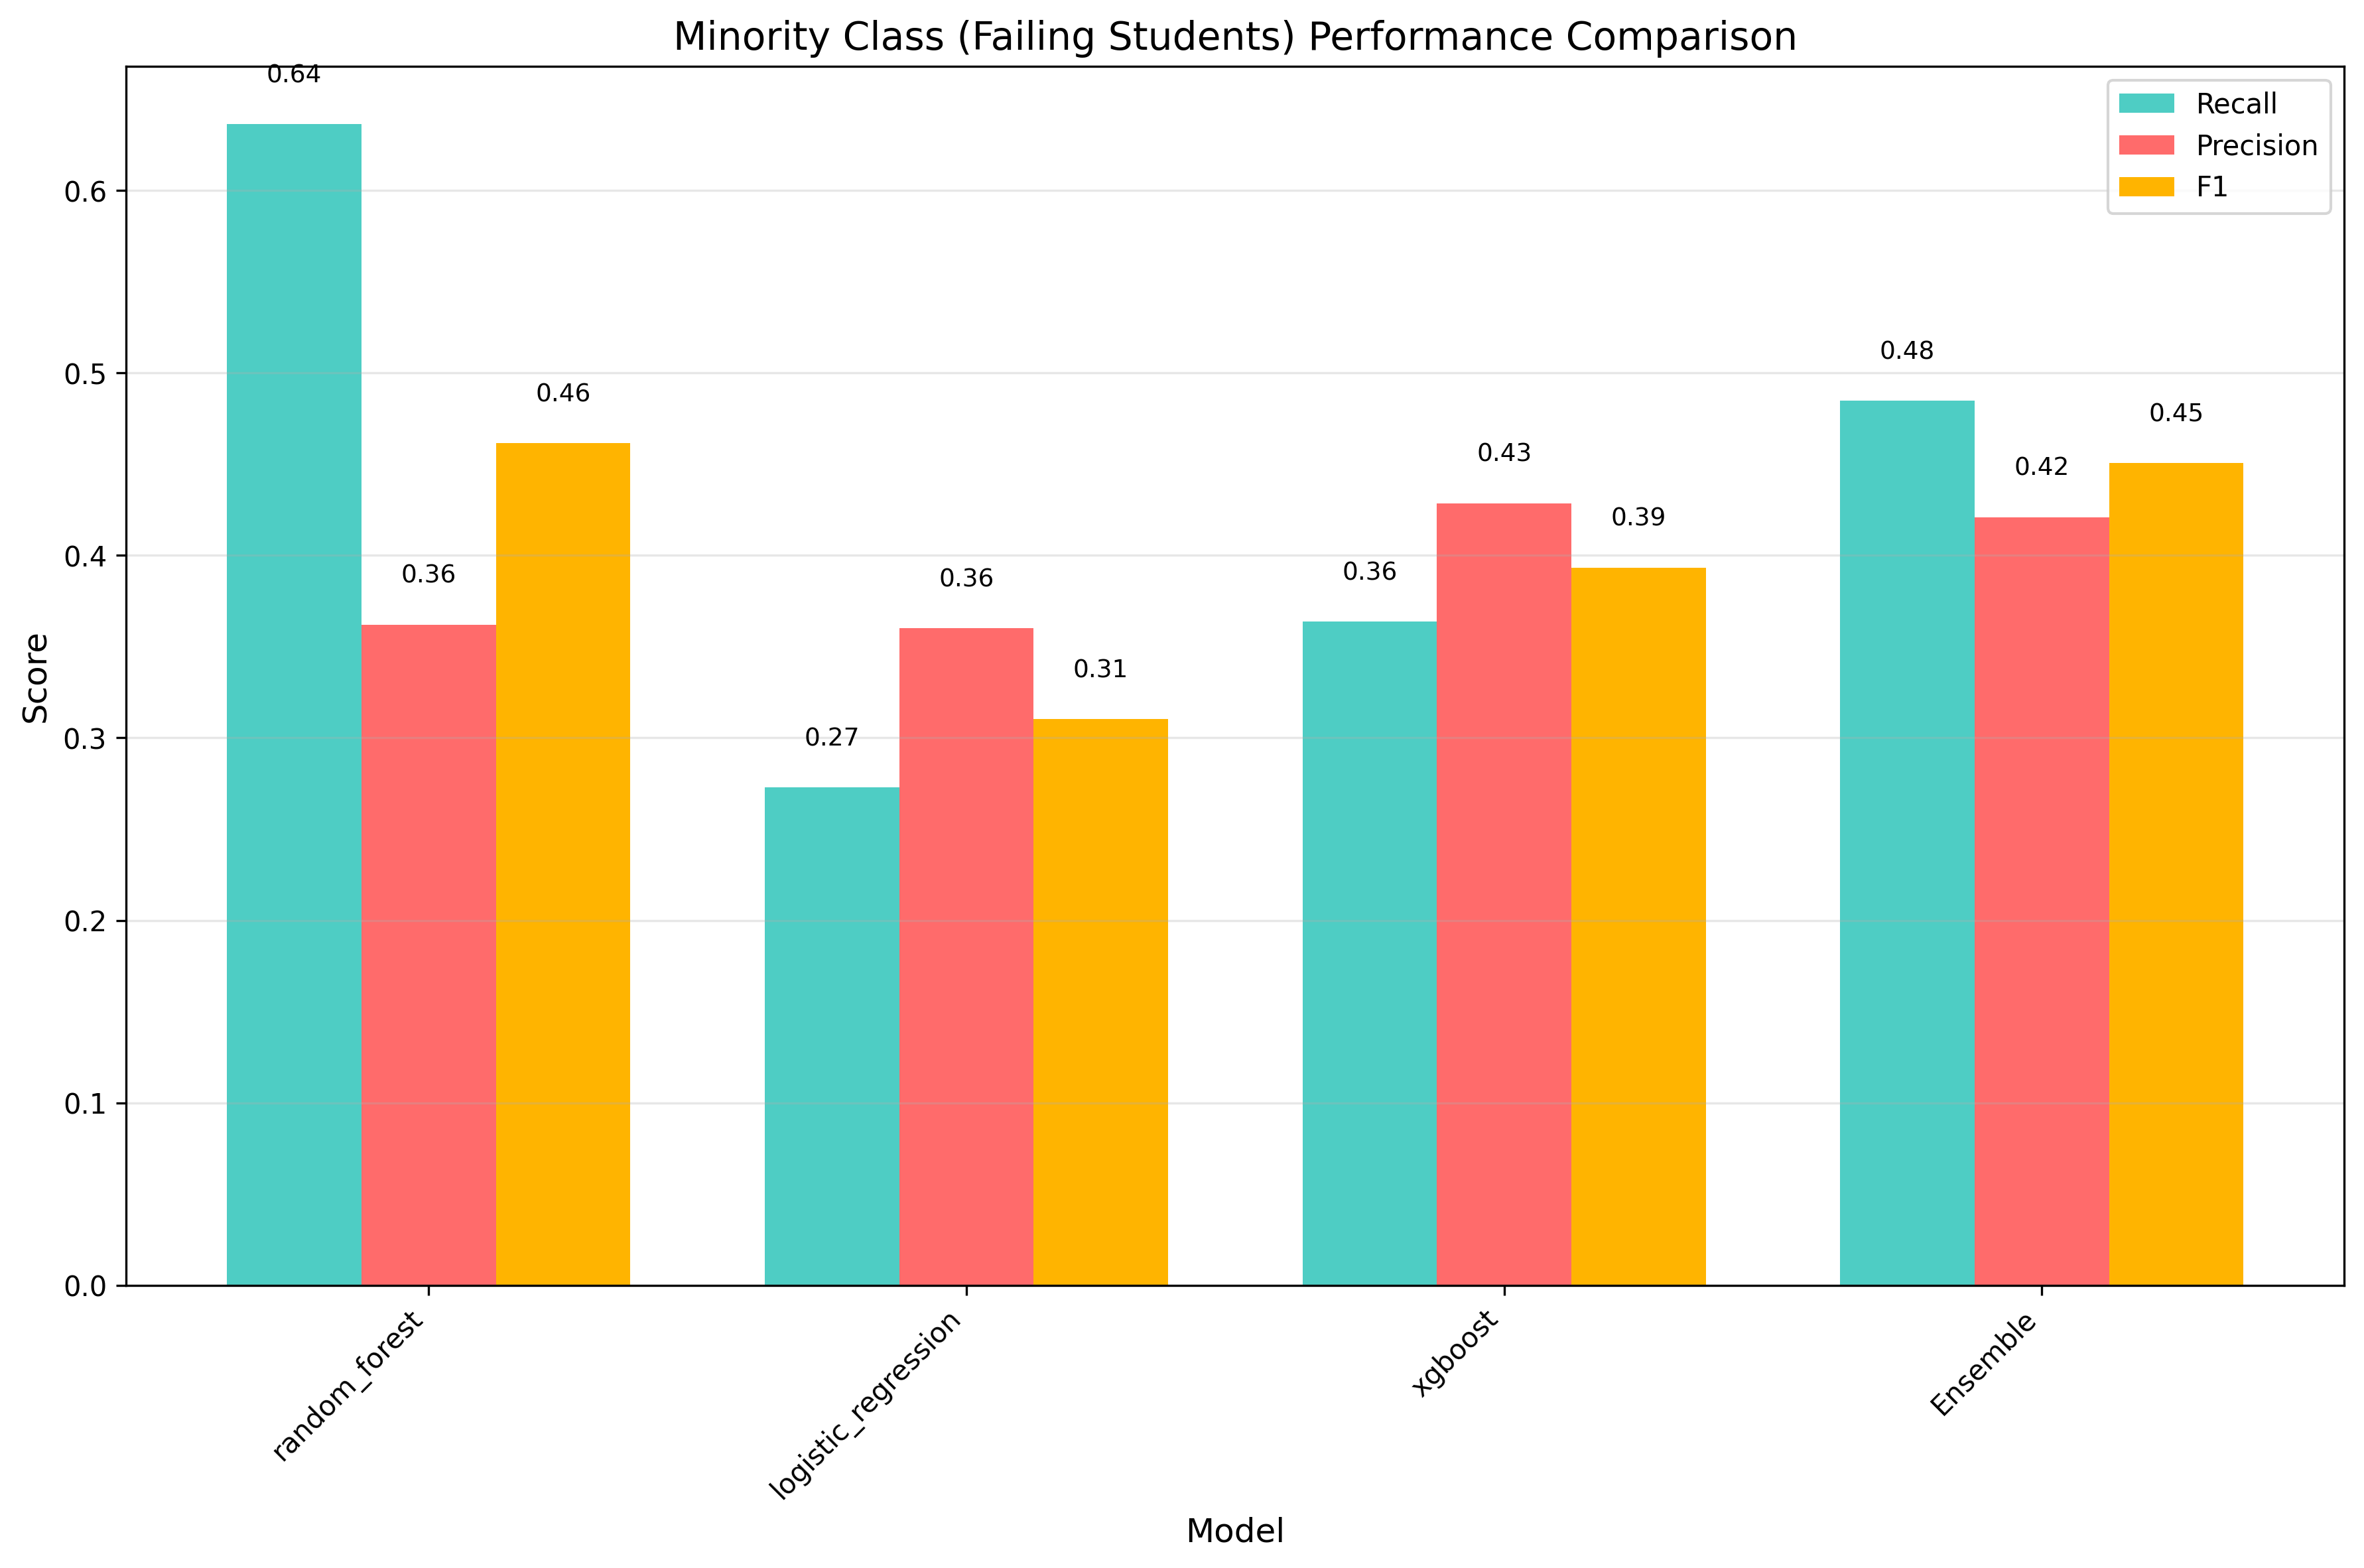 Minority Class (Failing Students) Performance Comparison
Recall
Precision
F1
Score
0.6
0.5
0.4
0.3
0.2
0.1
0.0
0.64
0.36
0.46
0.27
0.36
0.31
0.36
0.43
0.39
0.48
0.42
0.45
random_forest
logistic_regression
xgboost
Ensemble
Model